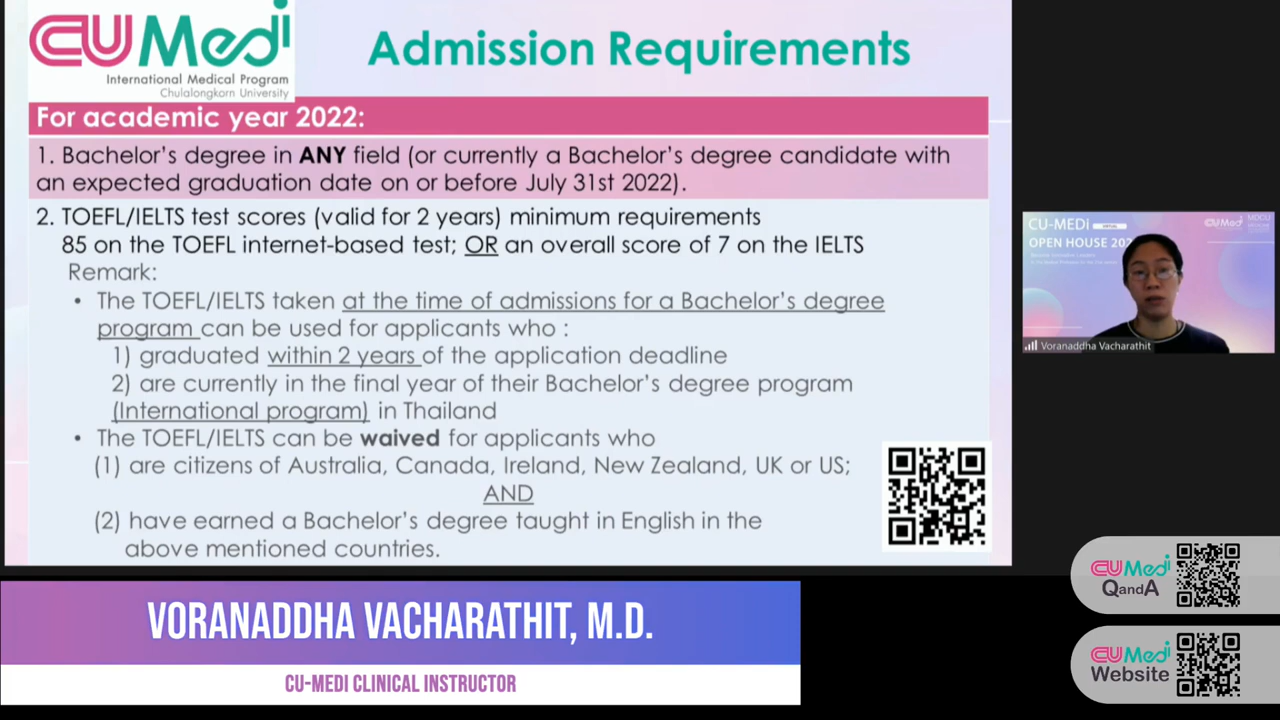 CU Medi
International Medical Program
Chulalongkorn University
Admission Requirements
For academic year 2022:
1. Bachelor's degree in ANY field (or currently a Bachelor's degree candidate with
an expected graduation date on or before July 31st 2022).
2. TOEFL/IELTS test scores (valid for 2 years) minimum requirements
85 on the TOEFL internet-based test; OR an overall score of 7 on the IELTS
Remark:
• The TOEFL/IELTS taken at the time of admissions for a Bachelor's degree
program can be used for applicants who :
1) graduated within 2 years of the application deadline
2) are currently in the final year of their Bachelor's degree program
(International program) in Thailand
• The TOEFL/IELTS can be waived for applicants who
(1) are citizens of Australia, Canada, Ireland, New Zealand, UK or US;
AND
(2) have earned a Bachelor's degree taught in English in the
above mentioned countries.
CU-MEDi
OPEN HOUSE
Voranaddha Vacharathit
CU Medi
QandA
CU Medi
Website
VORANADDHA VACHARATHIT, M.D.
CU-MEDI CLINICAL INSTRUCTOR